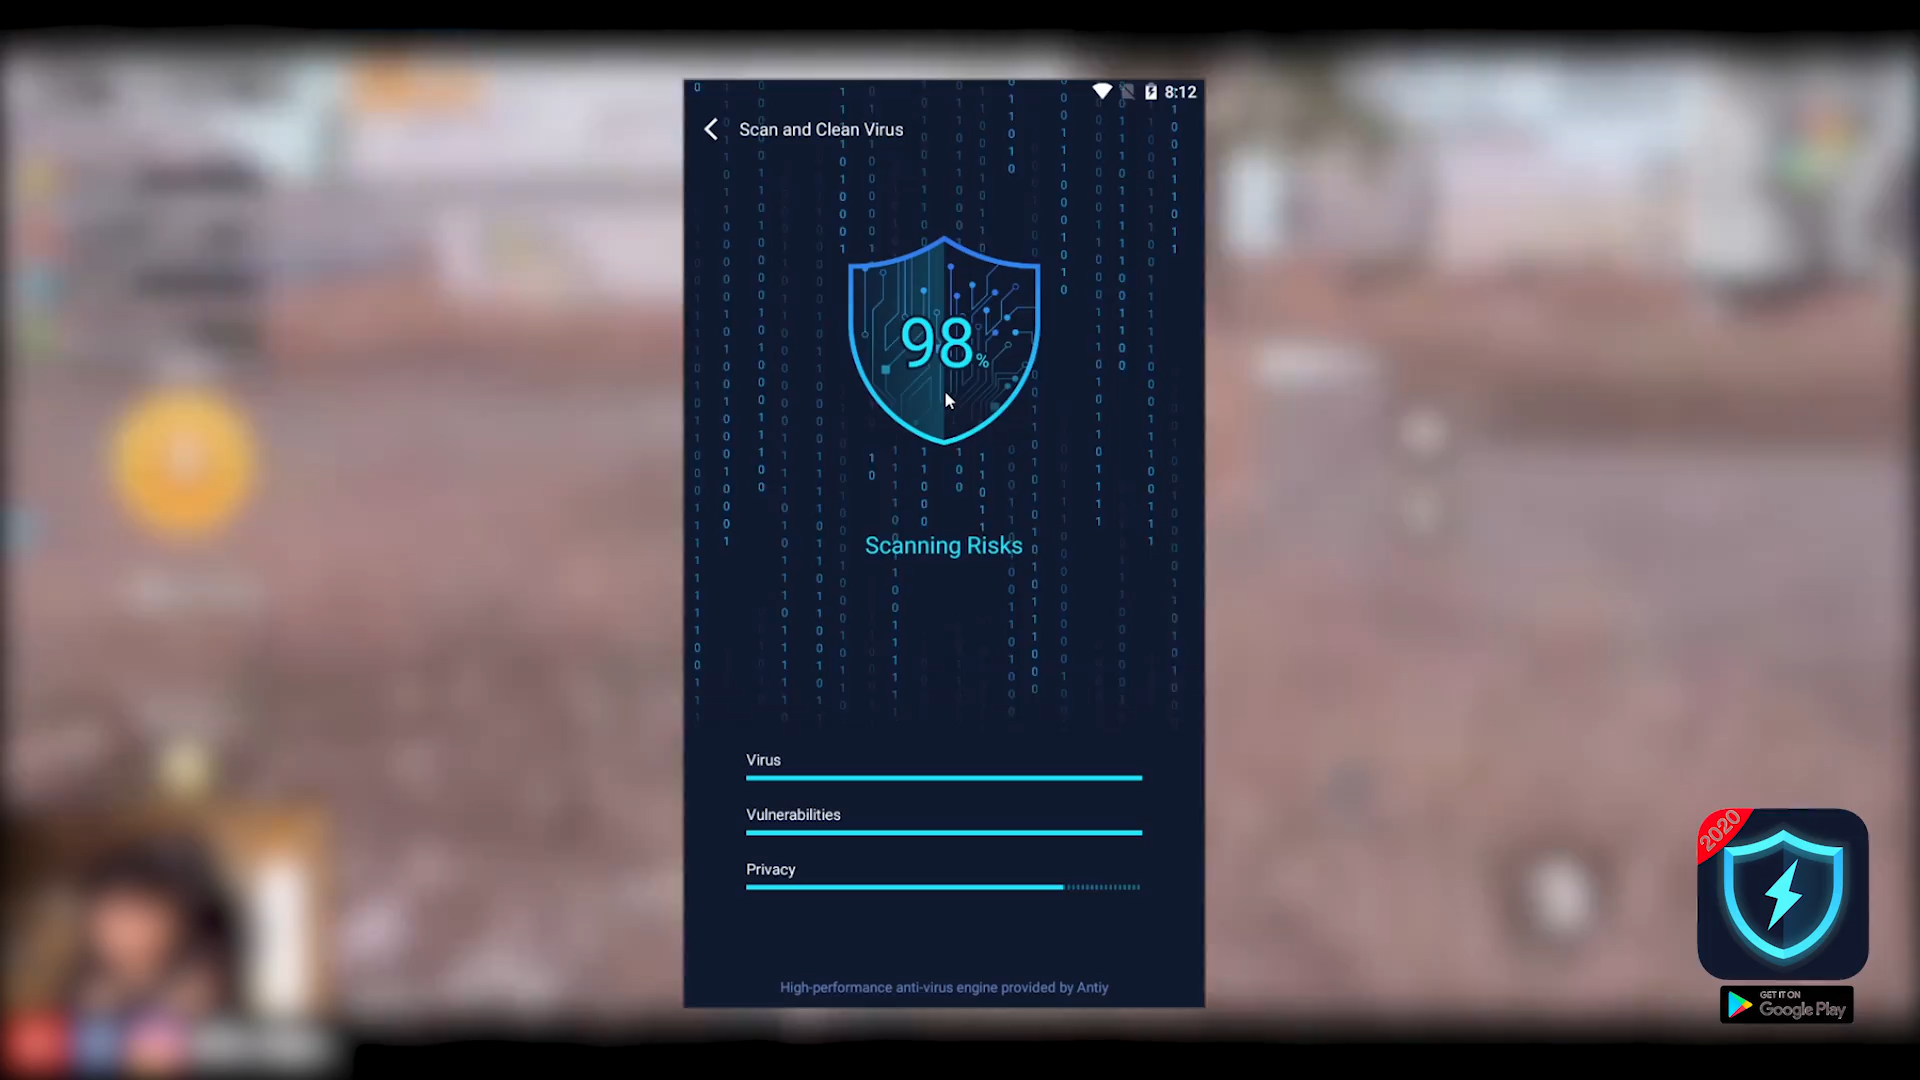 8:12
Scan and Clean Virus
98%
Scanning Risks
Virus
Vulnerabilities
Privacy
High-performance anti-virus engine provided by Antiy
2020
GET IT ON
Google Play